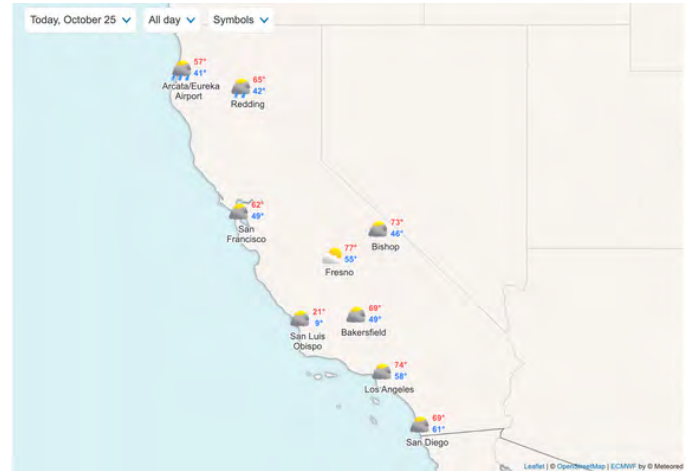 Today, October 25
All day
Symbols
57°
41°
Arcata/Eureka
Airport
65°
42°
Redding
62°
49°
San
Francisco
73°
46°
Bishop
77°
55°
Fresno
21°
9°
San Luis
Obispo
69°
49°
Bakersfield
74°
58°
Los Angeles
69°
61°
San Diego
Leaflet | © OpenStreetMap | ECMWF by © Meteored